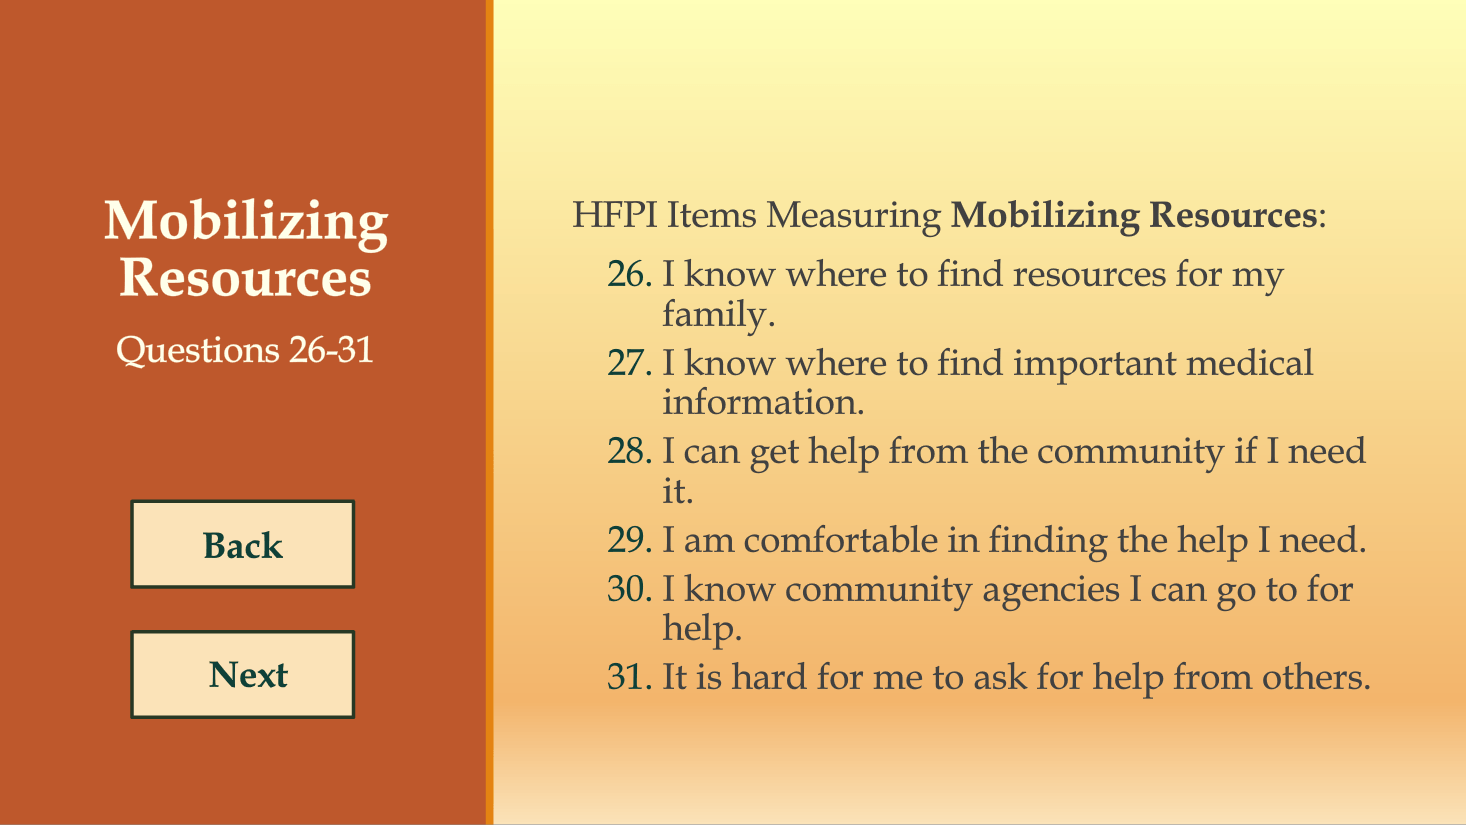 Mobilizing
Resources
Questions 26-31
Back
Next
HFPI Items Measuring Mobilizing Resources:
26. I know where to find resources for my
family.
27. I know where to find important medical
information.
28. I can get help from the community if I need
it.
29. I am comfortable in finding the help I need.
30. I know community agencies I can go to for
help.
31. It is hard for me to ask for help from others.